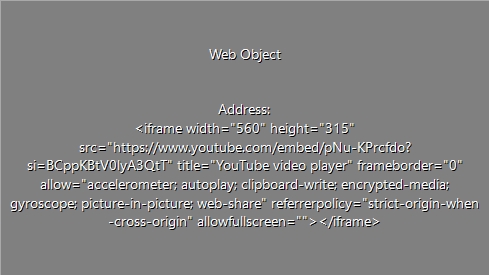 Web Object
Address:
<iframe width="560" height="315"
src="https://www.youtube.com/embed/pNu-KPrcfdo?
si=BCppKBtV0lyA3QtT" title="YouTube video player" frameborder="0"
allow="accelerometer; autoplay; clipboard-write; encrypted-media;
gyroscope; picture-in-picture; web-share" referrerpolicy="strict-origin-when
-cross-origin" allowfullscreen=""></iframe>